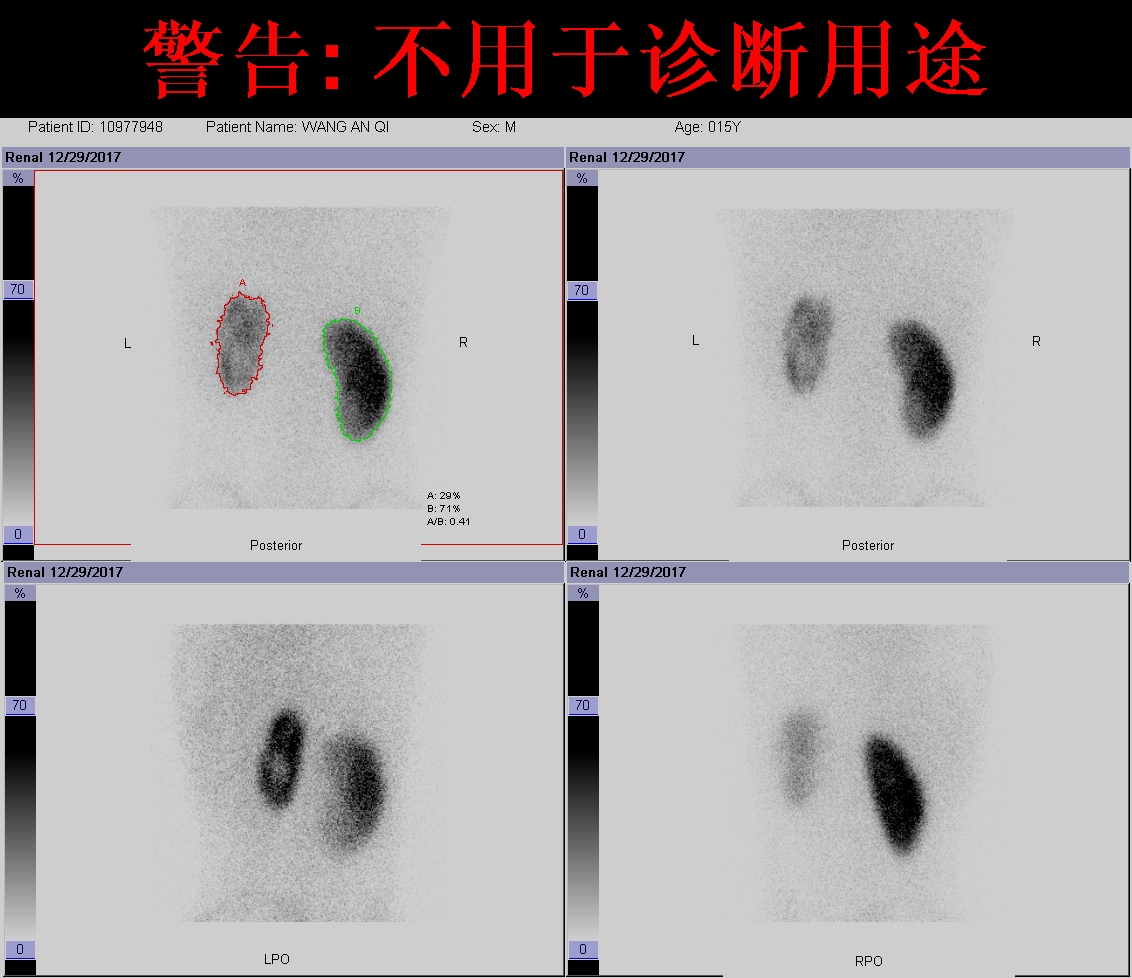 警告: 不用于诊断用途
Patient ID: 10977948 Patient Name: WANG AN QI Sex: M Age: 015Y
Renal 12/29/2017
%
70
0
A
B
L
R
A: 29%
B: 71%
A/B: 0.41
Posterior
Renal 12/29/2017
%
70
0
L
R
Posterior
Renal 12/29/2017
%
70
0
LPO
Renal 12/29/2017
%
70
0
RPO